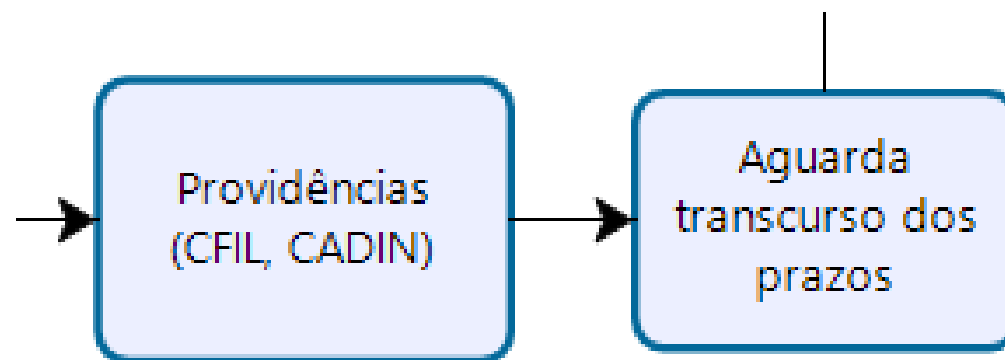 Providências
(CFIL, CADIN)
Aguarda
transcurso dos
prazos